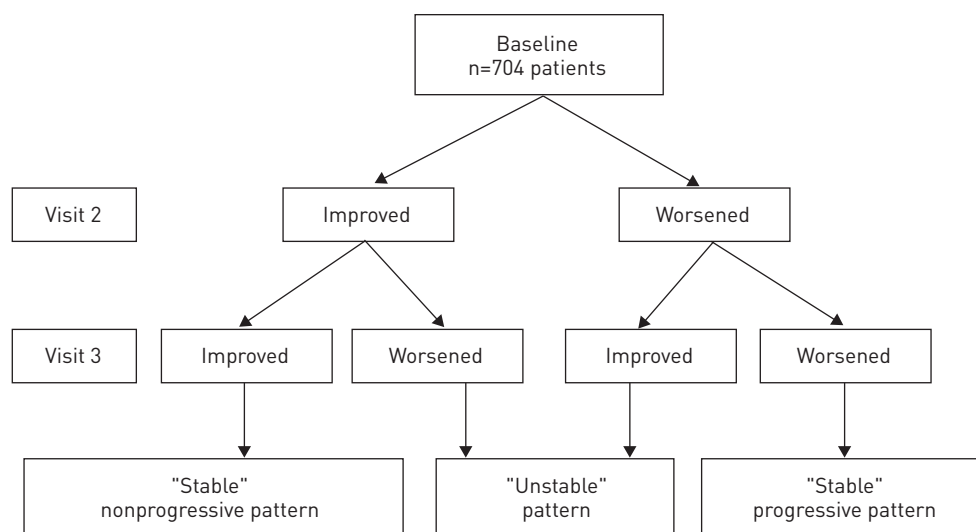 Baseline
n=704 patients
Visit 2
Improved
Worsened
Visit 3
Improved
Worsened
Improved
Worsened
"Stable"
nonprogressive pattern
"Unstable"
pattern
"Stable"
progressive pattern